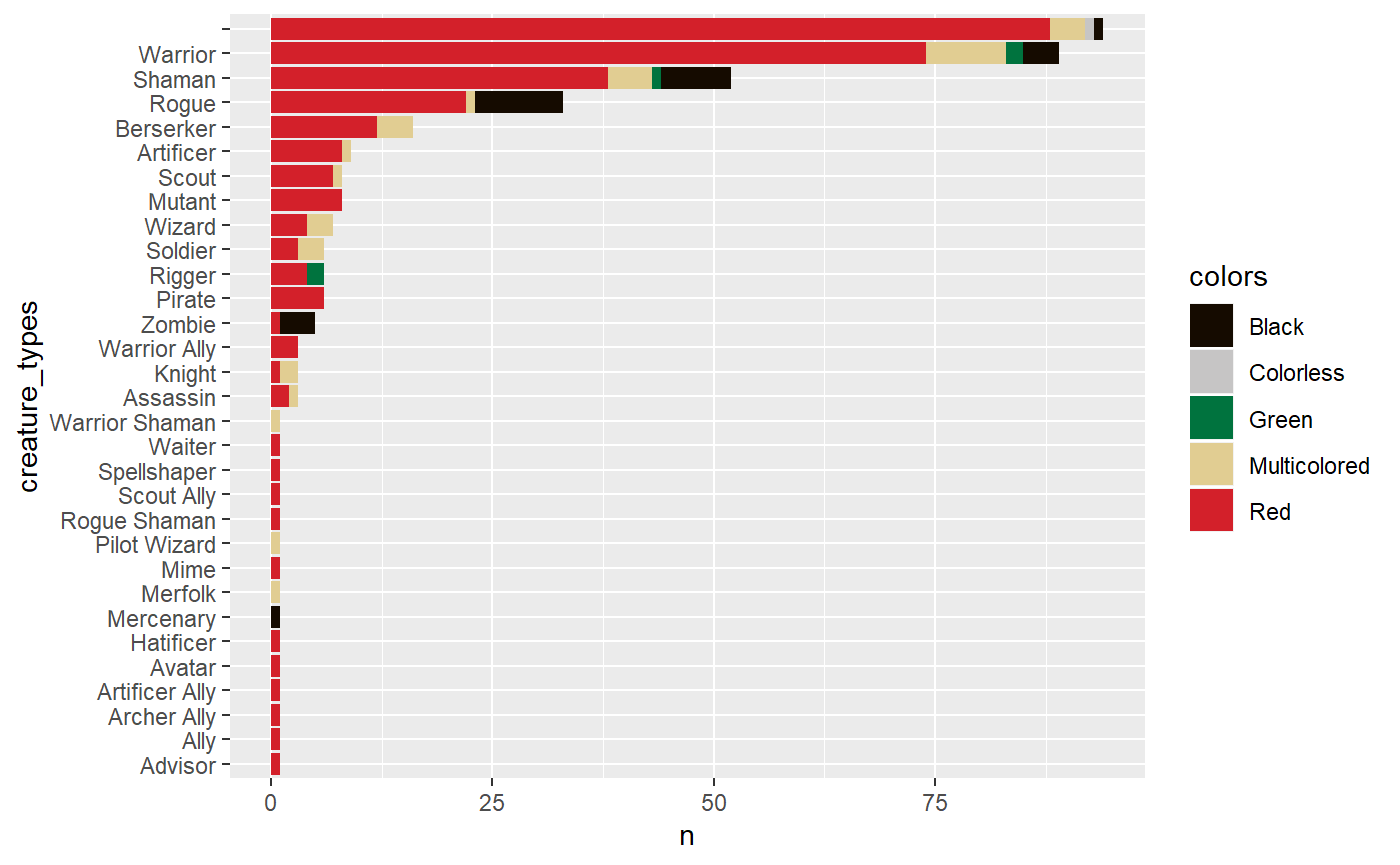 Warrior
Shaman
Rogue
Berserker
Artificer
Scout
Mutant
Wizard
Soldier
Rigger
Pirate
Zombie
Warrior Ally
Knight
Assassin
Warrior Shaman
Waiter
Spellshaper
Scout Ally
Rogue Shaman
Pilot Wizard
Mime
Merfolk
Mercenary
Hatificer
Avatar
Artificer Ally
Archer Ally
Ally
Advisor
creature_types
0 25 50 75
n
colors
Black
Colorless
Green
Multicolored
Red